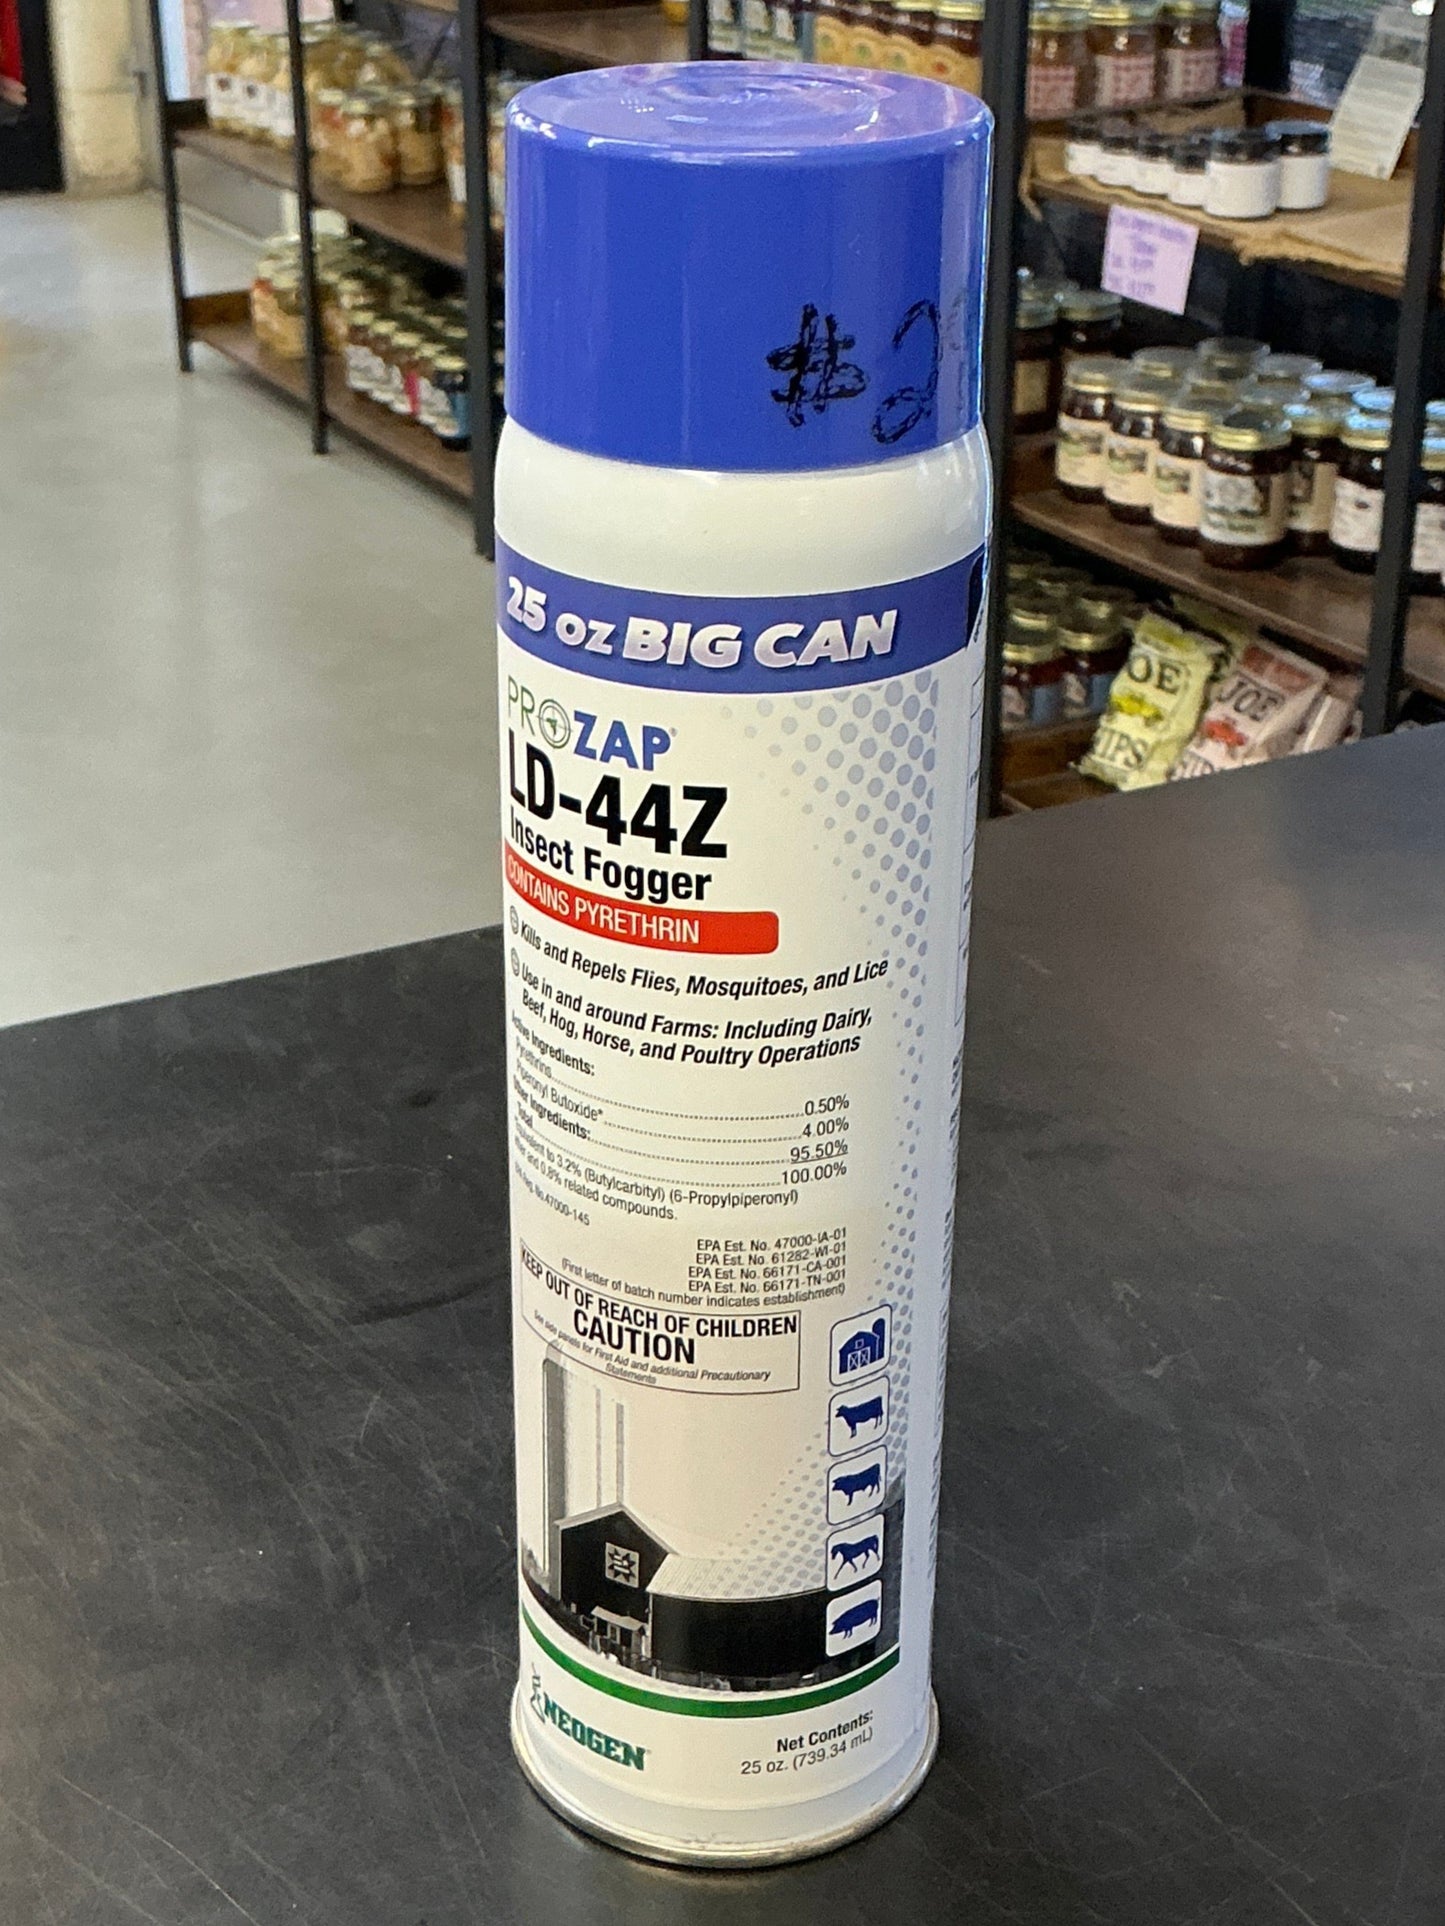 #2
25 oz BIG CAN
PROZAP®
LD-44Z
Insect Fogger
CONTAINS PYRETHRIN
Kills and Repels Flies, Mosquitoes, and Lice
Use in and around Farms: Including Dairy,
Beef, Hog, Horse, and Poultry Operations
Active Ingredients:
Pyrethrins 0.50%
Piperonyl Butoxide* 4.00%
Other Ingredients: 95.50%
Total 100.00%
*Equivalent to 3.2% (Butylcarbityl) (6-Propylpiperonyl)
ether and 0.8% related compounds.
EPA Reg. No.47000-145
EPA Est. No. 47000-IA-01
EPA Est. No. 61282-WI-01
EPA Est. No. 66171-CA-001
EPA Est. No. 66171-TN-001
(First letter of batch number indicates establishment)
KEEP OUT OF REACH OF CHILDREN
CAUTION
See side panels for First Aid and additional Precautionary
Statements
NEOGEN
Net Contents:
25 oz. (739.34 mL)
JOE
CHIPS
JOE